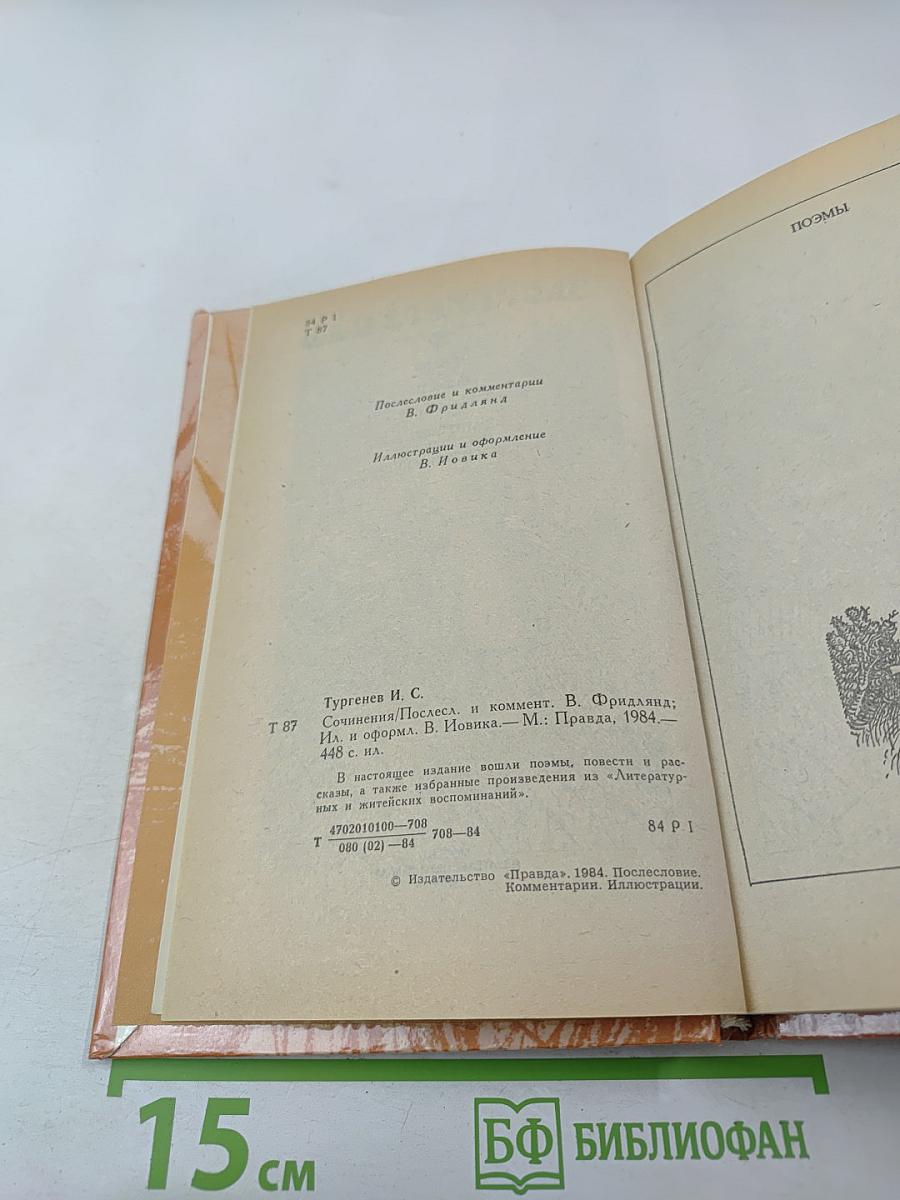 84 Р 1
Т 87
Послесловие и комментарии
В. Фридлянд
Иллюстрации и оформление
В. Иовика
Тургенев И. С.
Т 87
Сочинения/Послесл. и коммент. В. Фридлянд;
Ил. и оформл. В. Иовика.— М.: Правда, 1984.—
448 с. ил.
В настоящее издание вошли поэмы, повести и рас-
сказы, а также избранные произведения из «Литератур-
ных и житейских воспоминаний».
Т 4702010100—708 / 080 (02) —84 708—84
84 Р I
© Издательство «Правда». 1984. Послесловие.
Комментарии. Иллюстрации.
ПОЭМЫ
15 см
БФ БИБЛИОФАН